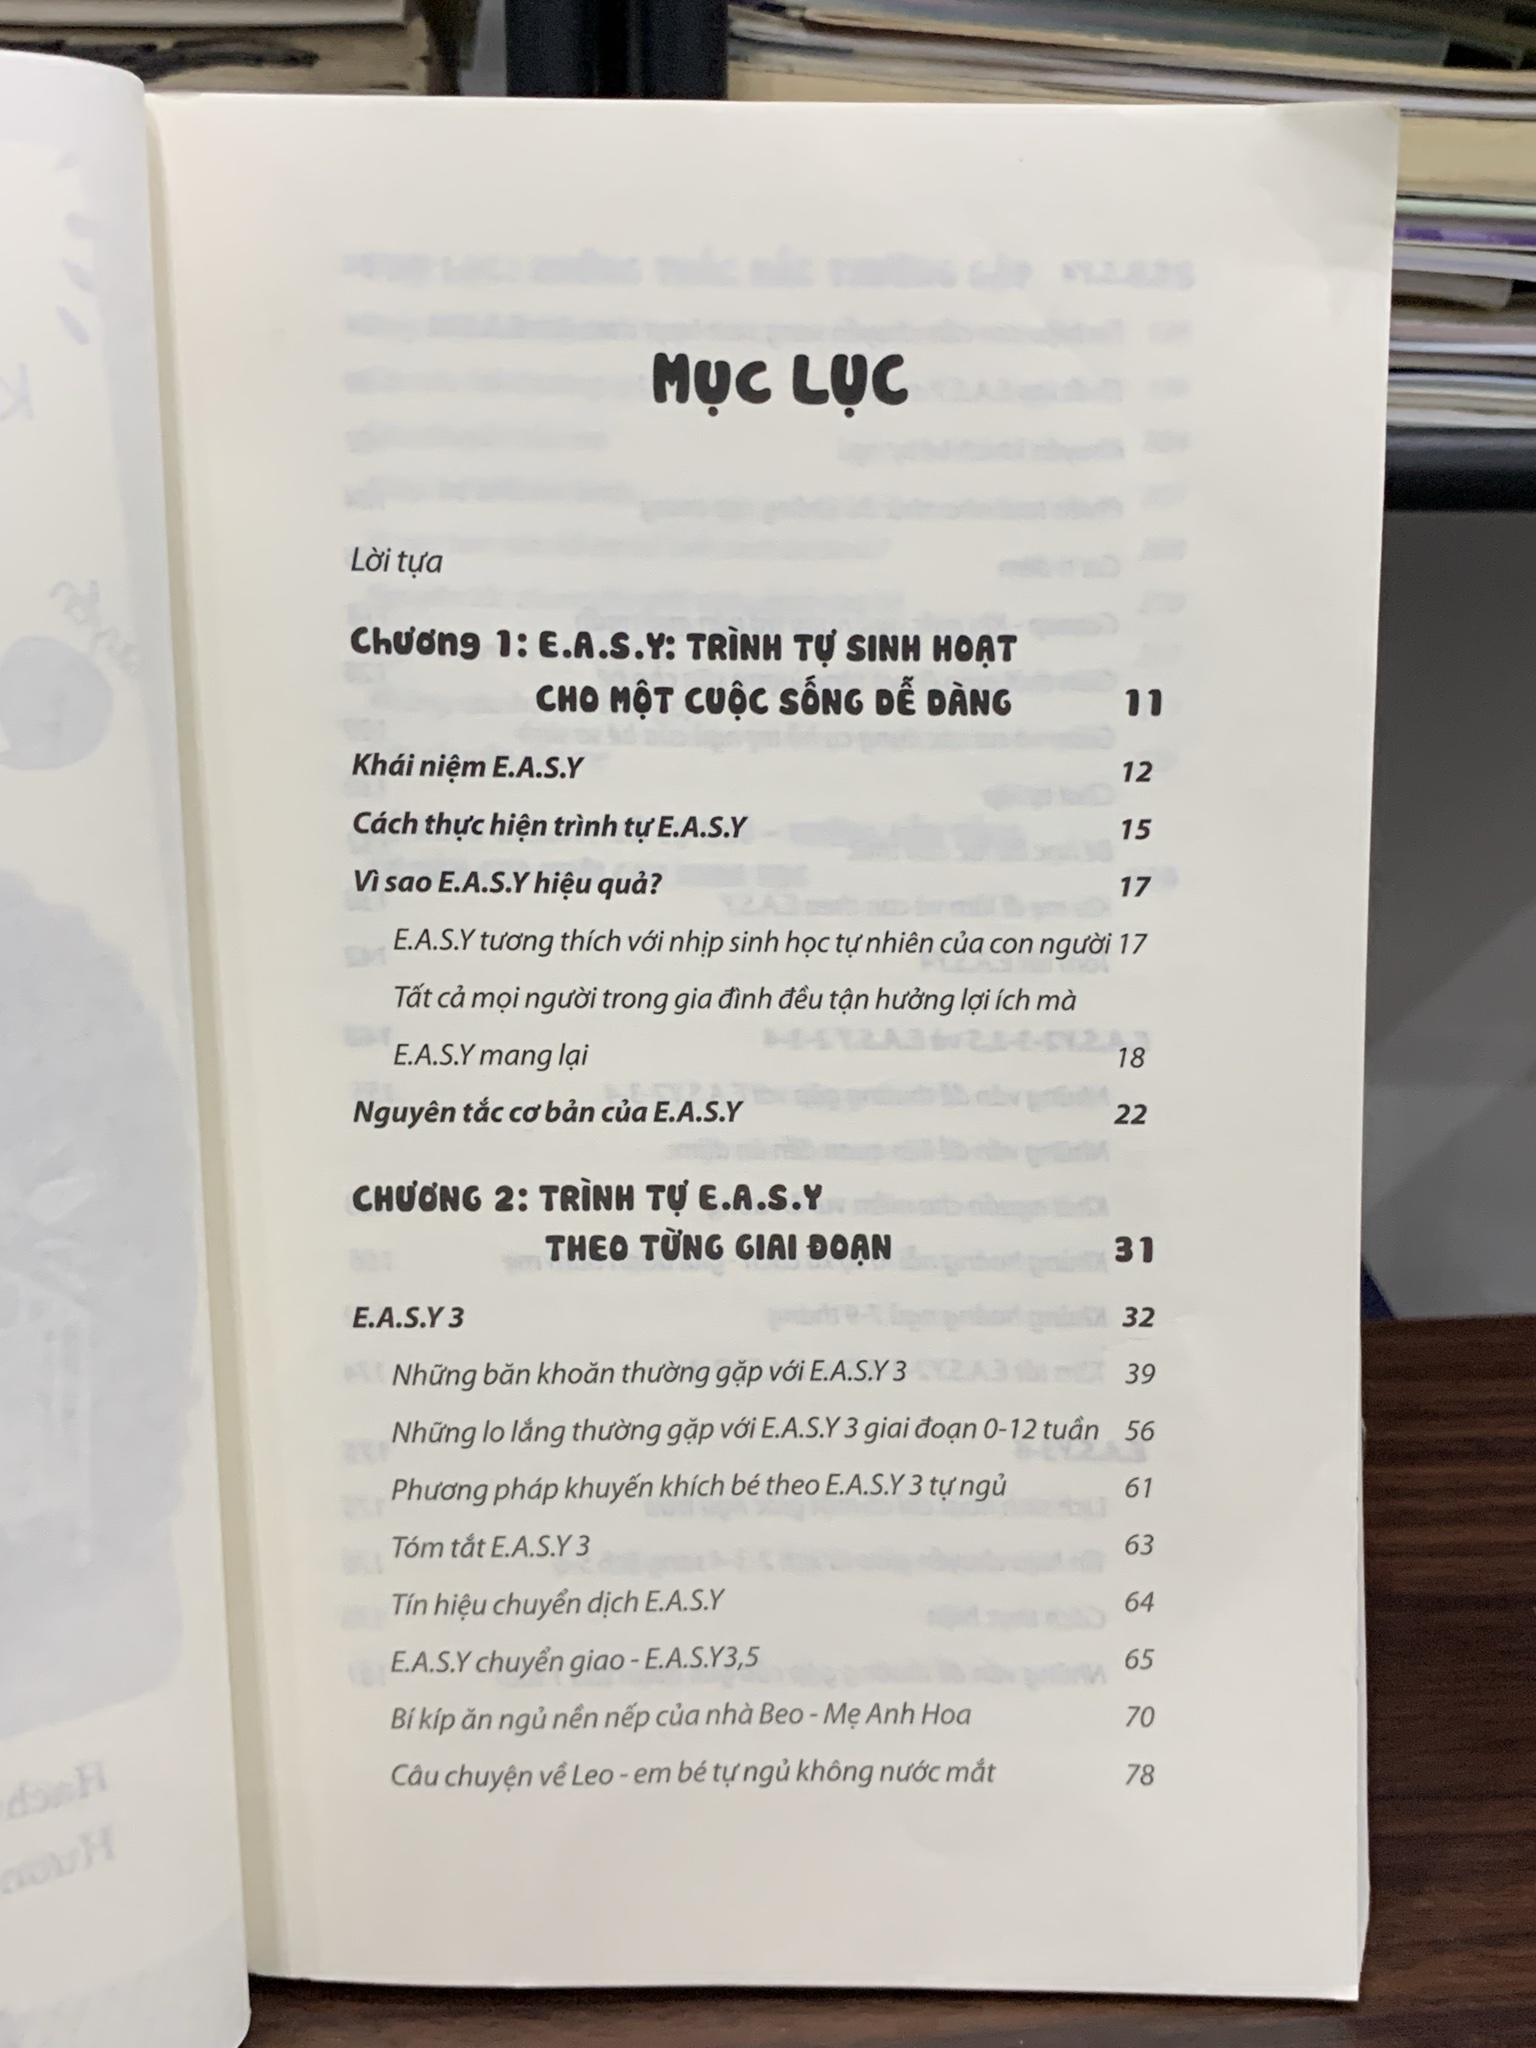 MỤC LỤC
Lời tựa
Chương 1: E.A.S.Y: TRÌNH TỰ SINH HOẠT
CHO MỘT CUỘC SỐNG DỄ DÀNG 11
Khái niệm E.A.S.Y 12
Cách thực hiện trình tự E.A.S.Y 15
Vì sao E.A.S.Y hiệu quả? 17
E.A.S.Y tương thích với nhịp sinh học tự nhiên của con người 17
Tất cả mọi người trong gia đình đều tận hưởng lợi ích mà
E.A.S.Y mang lại 18
Nguyên tắc cơ bản của E.A.S.Y 22
CHƯƠNG 2: TRÌNH TỰ E.A.S.Y
THEO TỪNG GIAI ĐOẠN 31
E.A.S.Y 3 32
Những băn khoăn thường gặp với E.A.S.Y 3 39
Những lo lắng thường gặp với E.A.S.Y 3 giai đoạn 0-12 tuần 56
Phương pháp khuyến khích bé theo E.A.S.Y 3 tự ngủ 61
Tóm tắt E.A.S.Y 3 63
Tín hiệu chuyển dịch E.A.S.Y 64
E.A.S.Y chuyển giao - E.A.S.Y3,5 65
Bí kíp ăn ngủ nền nếp của nhà Beo - Mẹ Anh Hoa 70
Câu chuyện về Leo - em bé tự ngủ không nước mắt 78